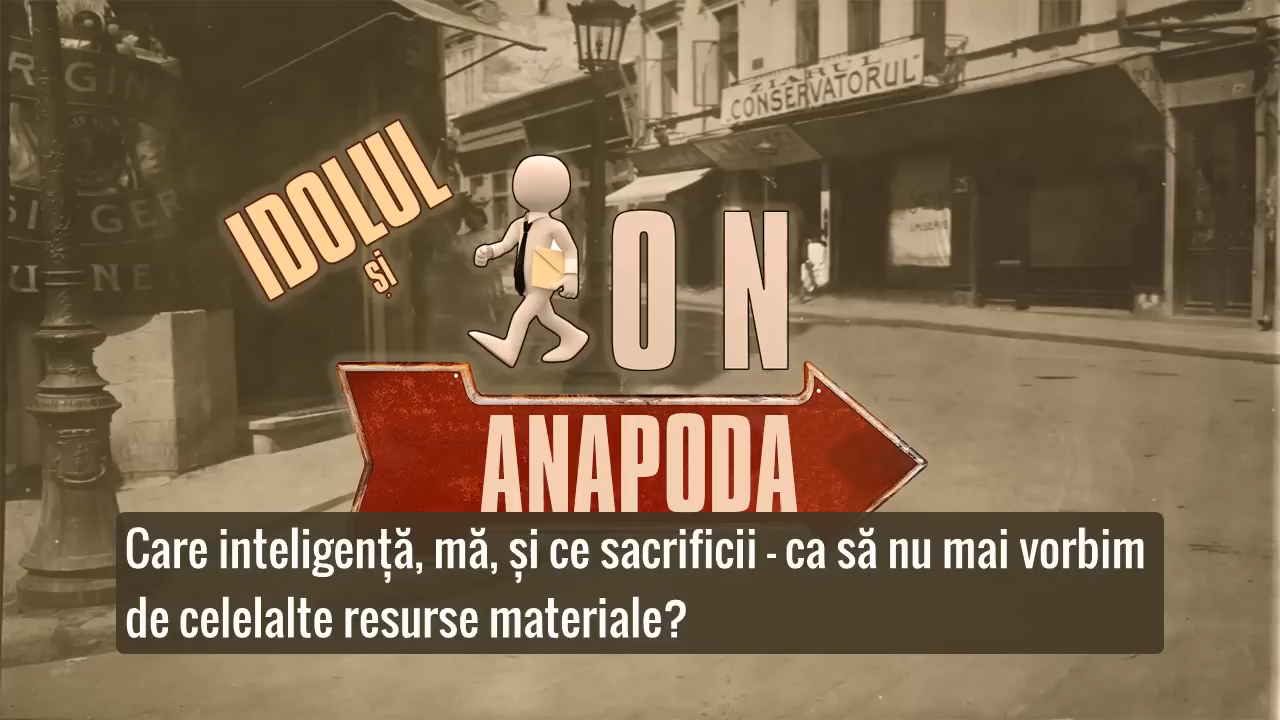 IDOLUL
și
ION
ANAPODA
ZIARUL
"CONSERVATORUL"
Care inteligență, mă, și ce sacrificii - ca să nu mai vorbim
de celelalte resurse materiale?